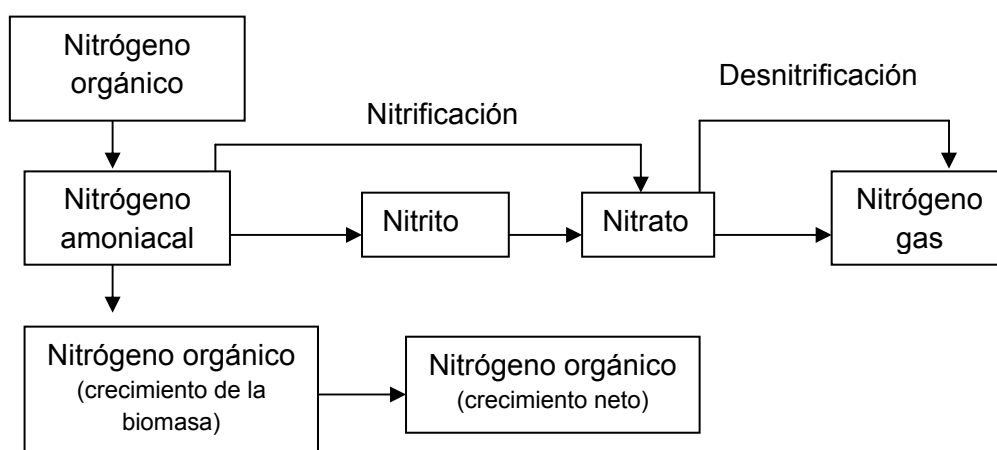 Nitrógeno
orgánico
Desnitrificación
Nitrificación
Nitrógeno
amoniacal
Nitrito
Nitrato
Nitrógeno
gas
Nitrógeno orgánico
(crecimiento de la
biomasa)
Nitrógeno orgánico
(crecimiento neto)